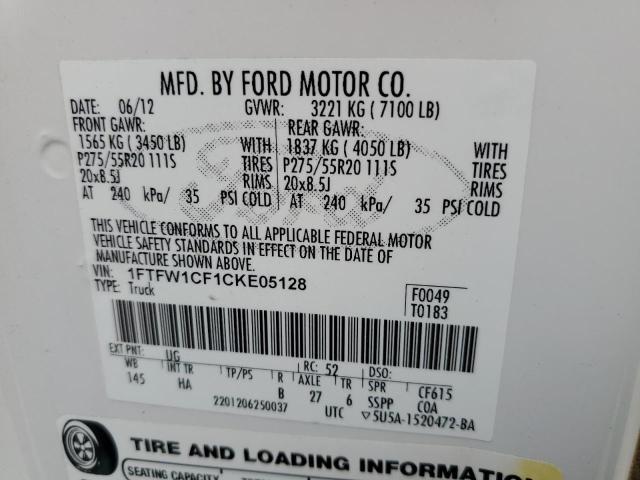 MFD. BY FORD MOTOR CO.
DATE: 06/12 GVWR: 3221 KG ( 7100 LB)
FRONT GAWR: REAR GAWR:
1565 KG ( 3450 LB) WITH 1837 KG ( 4050 LB) WITH
P275/55R20 111S TIRES P275/55R20 111S TIRES
20x8.5J RIMS 20x8.5J RIMS
AT 240 kPa/ 35 PSI COLD AT 240 kPa/ 35 PSI COLD
THIS VEHICLE CONFORMS TO ALL APPLICABLE FEDERAL MOTOR
VEHICLE SAFETY STANDARDS IN EFFECT ON THE DATE OF
MANUFACTURE SHOWN ABOVE.
VIN: 1FTFW1CF1CKE05128
TYPE: Truck
F0049
T0183
EXT PNT: UG RC: 52 DSO:
WB INT TR TP/PS R AXLE TR SPR CF615
145 HA B 27 6 SSPP COA
2201206250037 UTC ▽5U5A-1520472-BA
TIRE AND LOADING INFORMATION
SEATING CAPACITY